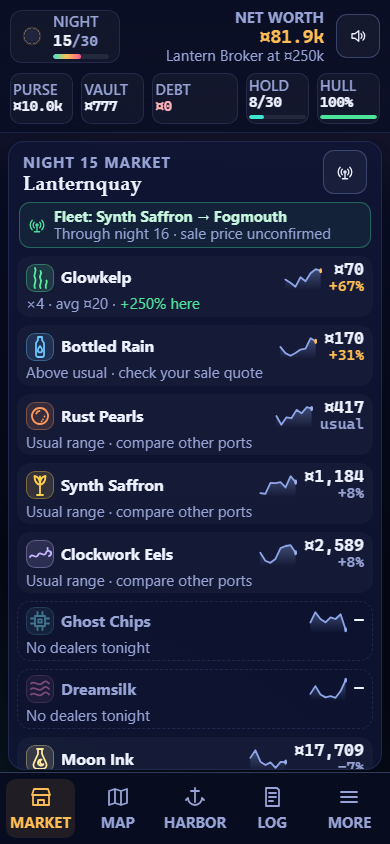 NIGHT
15/30
NET WORTH
¤81.9k
Lantern Broker at ¤250k
PURSE
¤10.0k
VAULT
¤777
DEBT
¤0
HOLD
8/30
HULL
100%
NIGHT 15 MARKET
Lanternquay
Fleet: Synth Saffron → Fogmouth
Through night 16 · sale price unconfirmed
Glowkelp
¤70
+67%
×4 · avg ¤20 · +250% here
Bottled Rain
¤170
+31%
Above usual · check your sale quote
Rust Pearls
¤417
usual
Usual range · compare other ports
Synth Saffron
¤1,184
+8%
Usual range · compare other ports
Clockwork Eels
¤2,589
+8%
Usual range · compare other ports
Ghost Chips
—
No dealers tonight
Dreamsilk
—
No dealers tonight
Moon Ink
¤17,709
−7%
MARKET
MAP
HARBOR
LOG
MORE